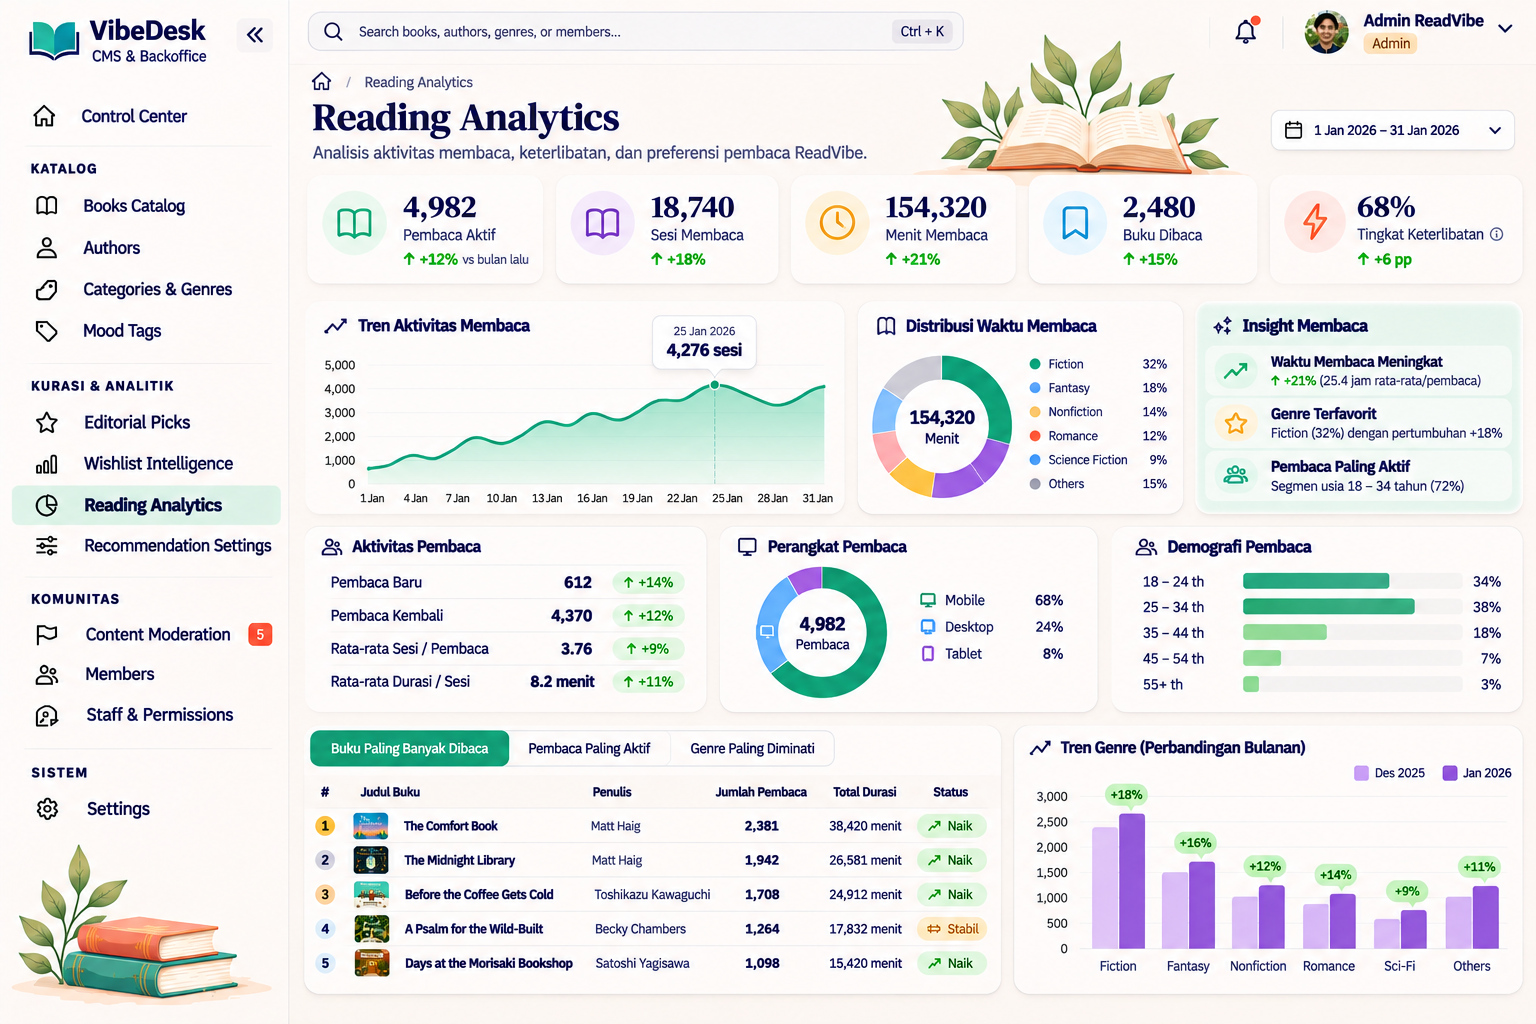 VibeDesk
CMS & Backoffice
Control Center
KATALOG
Books Catalog
Authors
Categories & Genres
Mood Tags
KURASI & ANALITIK
Editorial Picks
Wishlist Intelligence
Reading Analytics
Recommendation Settings
KOMUNITAS
Content Moderation 5
Members
Staff & Permissions
SISTEM
Settings
Search books, authors, genres, or members...
Ctrl + K
Admin ReadVibe
Admin
/ Reading Analytics
Reading Analytics
Analisis aktivitas membaca, keterlibatan, dan preferensi pembaca ReadVibe.
1 Jan 2026 – 31 Jan 2026
4,982
Pembaca Aktif
↑ +12% vs bulan lalu
18,740
Sesi Membaca
↑ +18%
154,320
Menit Membaca
↑ +21%
2,480
Buku Dibaca
↑ +15%
68%
Tingkat Keterlibatan
↑ +6 pp
Tren Aktivitas Membaca
25 Jan 2026
4,276 sesi
5,000
4,000
3,000
2,000
1,000
0
1 Jan 4 Jan 7 Jan 10 Jan 13 Jan 16 Jan 19 Jan 22 Jan 25 Jan 28 Jan 31 Jan
Distribusi Waktu Membaca
154,320
Menit
Fiction 32%
Fantasy 18%
Nonfiction 14%
Romance 12%
Science Fiction 9%
Others 15%
Insight Membaca
Waktu Membaca Meningkat
↑ +21% (25.4 jam rata-rata/pembaca)
Genre Terfavorit
Fiction (32%) dengan pertumbuhan +18%
Pembaca Paling Aktif
Segmen usia 18 – 34 tahun (72%)
Aktivitas Pembaca
Pembaca Baru 612 ↑ +14%
Pembaca Kembali 4,370 ↑ +12%
Rata-rata Sesi / Pembaca 3.76 ↑ +9%
Rata-rata Durasi / Sesi 8.2 menit ↑ +11%
Perangkat Pembaca
4,982
Pembaca
Mobile 68%
Desktop 24%
Tablet 8%
Demografi Pembaca
18 – 24 th 34%
25 – 34 th 38%
35 – 44 th 18%
45 – 54 th 7%
55+ th 3%
Buku Paling Banyak Dibaca
Pembaca Paling Aktif
Genre Paling Diminati
# Judul Buku Penulis Jumlah Pembaca Total Durasi Status
1 The Comfort Book Matt Haig 2,381 38,420 menit Naik
2 The Midnight Library Matt Haig 1,942 26,581 menit Naik
3 Before the Coffee Gets Cold Toshikazu Kawaguchi 1,708 24,912 menit Naik
4 A Psalm for the Wild-Built Becky Chambers 1,264 17,832 menit Stabil
5 Days at the Morisaki Bookshop Satoshi Yagisawa 1,098 15,420 menit Naik
Tren Genre (Perbandingan Bulanan)
Des 2025 Jan 2026
3,000
2,500
2,000
1,500
1,000
500
0
+18% +16% +12% +14% +9% +11%
Fiction Fantasy Nonfiction Romance Sci-Fi Others